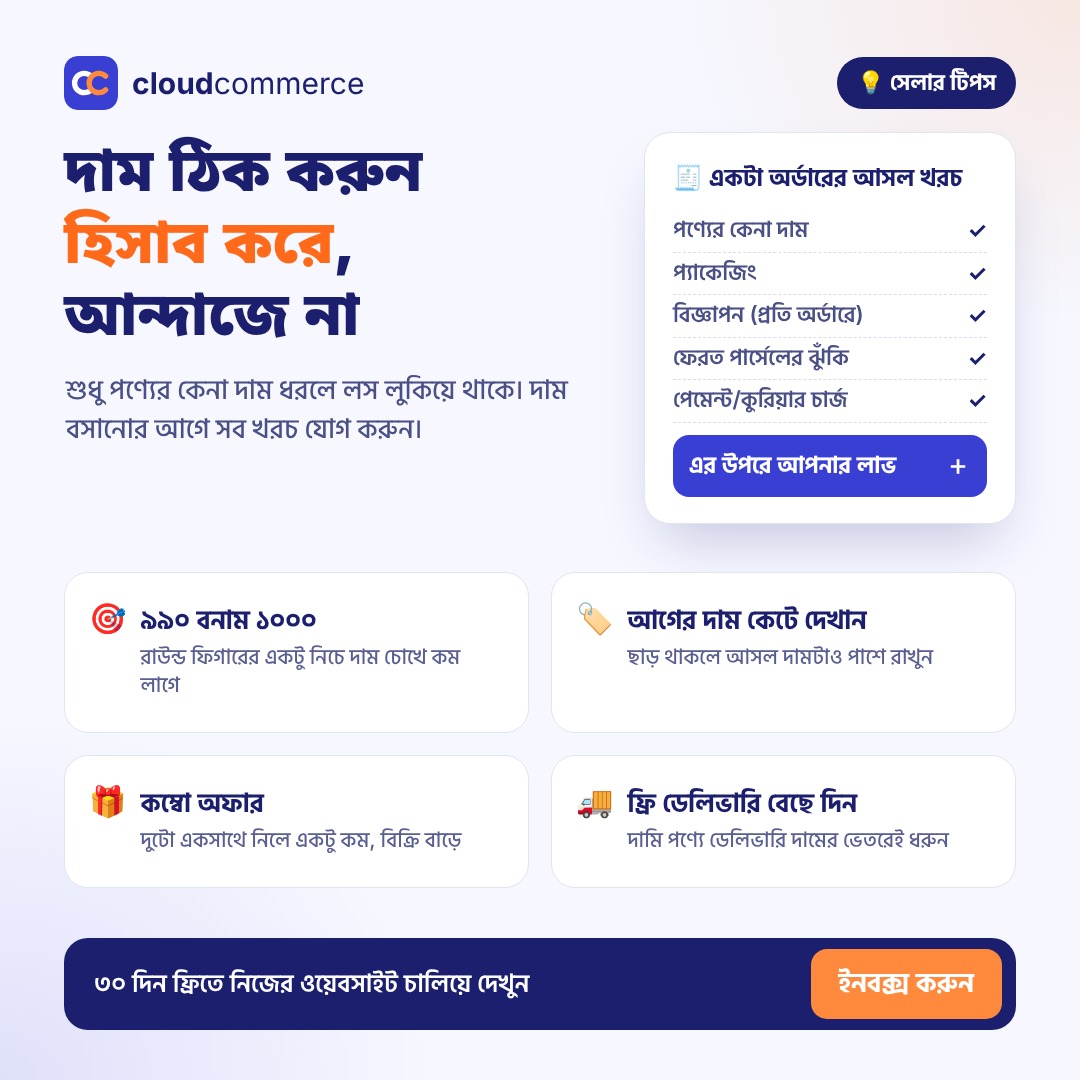 cloudcommerce
💡 সেলার টিপস
দাম ঠিক করুন
হিসাব করে,
আন্দাজে না
শুধু পণ্যের কেনা দাম ধরলে লস লুকিয়ে থাকে। দাম
বসানোর আগে সব খরচ যোগ করুন।
🧾 একটা অর্ডারের আসল খরচ
পণ্যের কেনা দাম ✓
প্যাকেজিং ✓
বিজ্ঞাপন (প্রতি অর্ডারে) ✓
ফেরত পার্সেলের ঝুঁকি ✓
পেমেন্ট/কুরিয়ার চার্জ ✓
এর উপরে আপনার লাভ +
🎯 ৯৯০ বনাম ১০০০
রাউন্ড ফিগারের একটু নিচে দাম চোখে কম
লাগে
🏷️ আগের দাম কেটে দেখান
ছাড় থাকলে আসল দামটাও পাশে রাখুন
🎁 কম্বো অফার
দুটো একসাথে নিলে একটু কম, বিক্রি বাড়ে
🚚 ফ্রি ডেলিভারি বেছে দিন
দামি পণ্যে ডেলিভারি দামের ভেতরেই ধরুন
৩০ দিন ফ্রিতে নিজের ওয়েবসাইট চালিয়ে দেখুন
ইনবক্স করুন